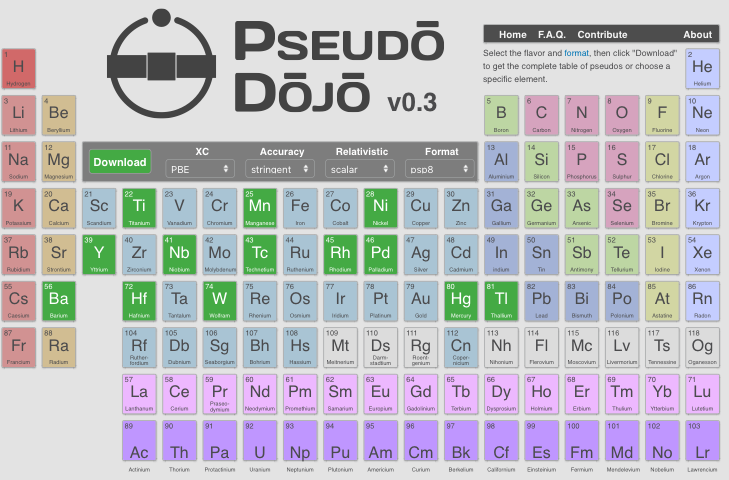 PSEUDŌ
DŌJŌ v0.3
Home F.A.Q. Contribute About
Select the flavor and format, then click "Download"
to get the complete table of pseudos or choose a
specific element.
Download
XC Accuracy Relativistic Format
PBE stringent scalar psp8
1 2
H He
Hydrogen Helium
3 4 5 6 7 8 9 10
Li Be B C N O F Ne
Lithium Beryllium Boron Carbon Nitrogen Oxygen Fluorine Neon
11 12 13 14 15 16 17 18
Na Mg Al Si P S Cl Ar
Sodium Magnesium Aluminium Silicon Phosphorus Sulphur Chlorine Argon
19 20 21 22 23 24 25 26 27 28 29 30 31 32 33 34 35 36
K Ca Sc Ti V Cr Mn Fe Co Ni Cu Zn Ga Ge As Se Br Kr
Potassium Calcium Scandium Titanium Vanadium Chromium Manganese Iron Cobalt Nickel Copper Zinc Gallium Germanium Arsenic Selenium Bromine Krypton
37 38 39 40 41 42 43 44 45 46 47 48 49 50 51 52 53 54
Rb Sr Y Zr Nb Mo Tc Ru Rh Pd Ag Cd In Sn Sb Te I Xe
Rubidium Strontium Yttrium Zirconium Niobium Molybdenum Technetium Ruthenium Rhodium Palladium Silver Cadmium Indium Tin Antimony Tellurium Iodine Xenon
55 56 72 73 74 75 76 77 78 79 80 81 82 83 84 85 86
Cs Ba Hf Ta W Re Os Ir Pt Au Hg Tl Pb Bi Po At Rn
Caesium Barium Hafnium Tantalum Wolfram Rhenium Osmium Iridium Platinum Gold Mercury Thallium Lead Bismuth Polonium Astatine Radon
87 88 104 105 106 107 108 109 110 111 112 113 114 115 116 117 118
Fr Ra Rf Db Sg Bh Hs Mt Ds Rg Cn Nh Fl Mc Lv Ts Og
Francium Radium Ruther-fordium Dubnium Seaborgium Bohrium Hassium Meitnerium Darm-stadtium Roent-genium Coper-nicium Nihonium Flerovium Moscovium Livermorium Tennessine Oganesson
57 58 59 60 61 62 63 64 65 66 67 68 69 70 71
La Ce Pr Nd Pm Sm Eu Gd Tb Dy Ho Er Tm Yb Lu
Lanthanum Cerium Praseo-dymium Neodymium Promethium Samarium Europium Gadolinium Terbium Dysprosium Holmium Erbium Thulium Ytterbium Lutetium
89 90 91 92 93 94 95 96 97 98 99 100 101 102 103
Ac Th Pa U Np Pu Am Cm Bk Cf Es Fm Md No Lr
Actinium Thorium Protactinium Uranium Neptunium Plutonium Americium Curium Berkelium Californium Einsteinium Fermium Mendelevium Nobelium Lawrencium